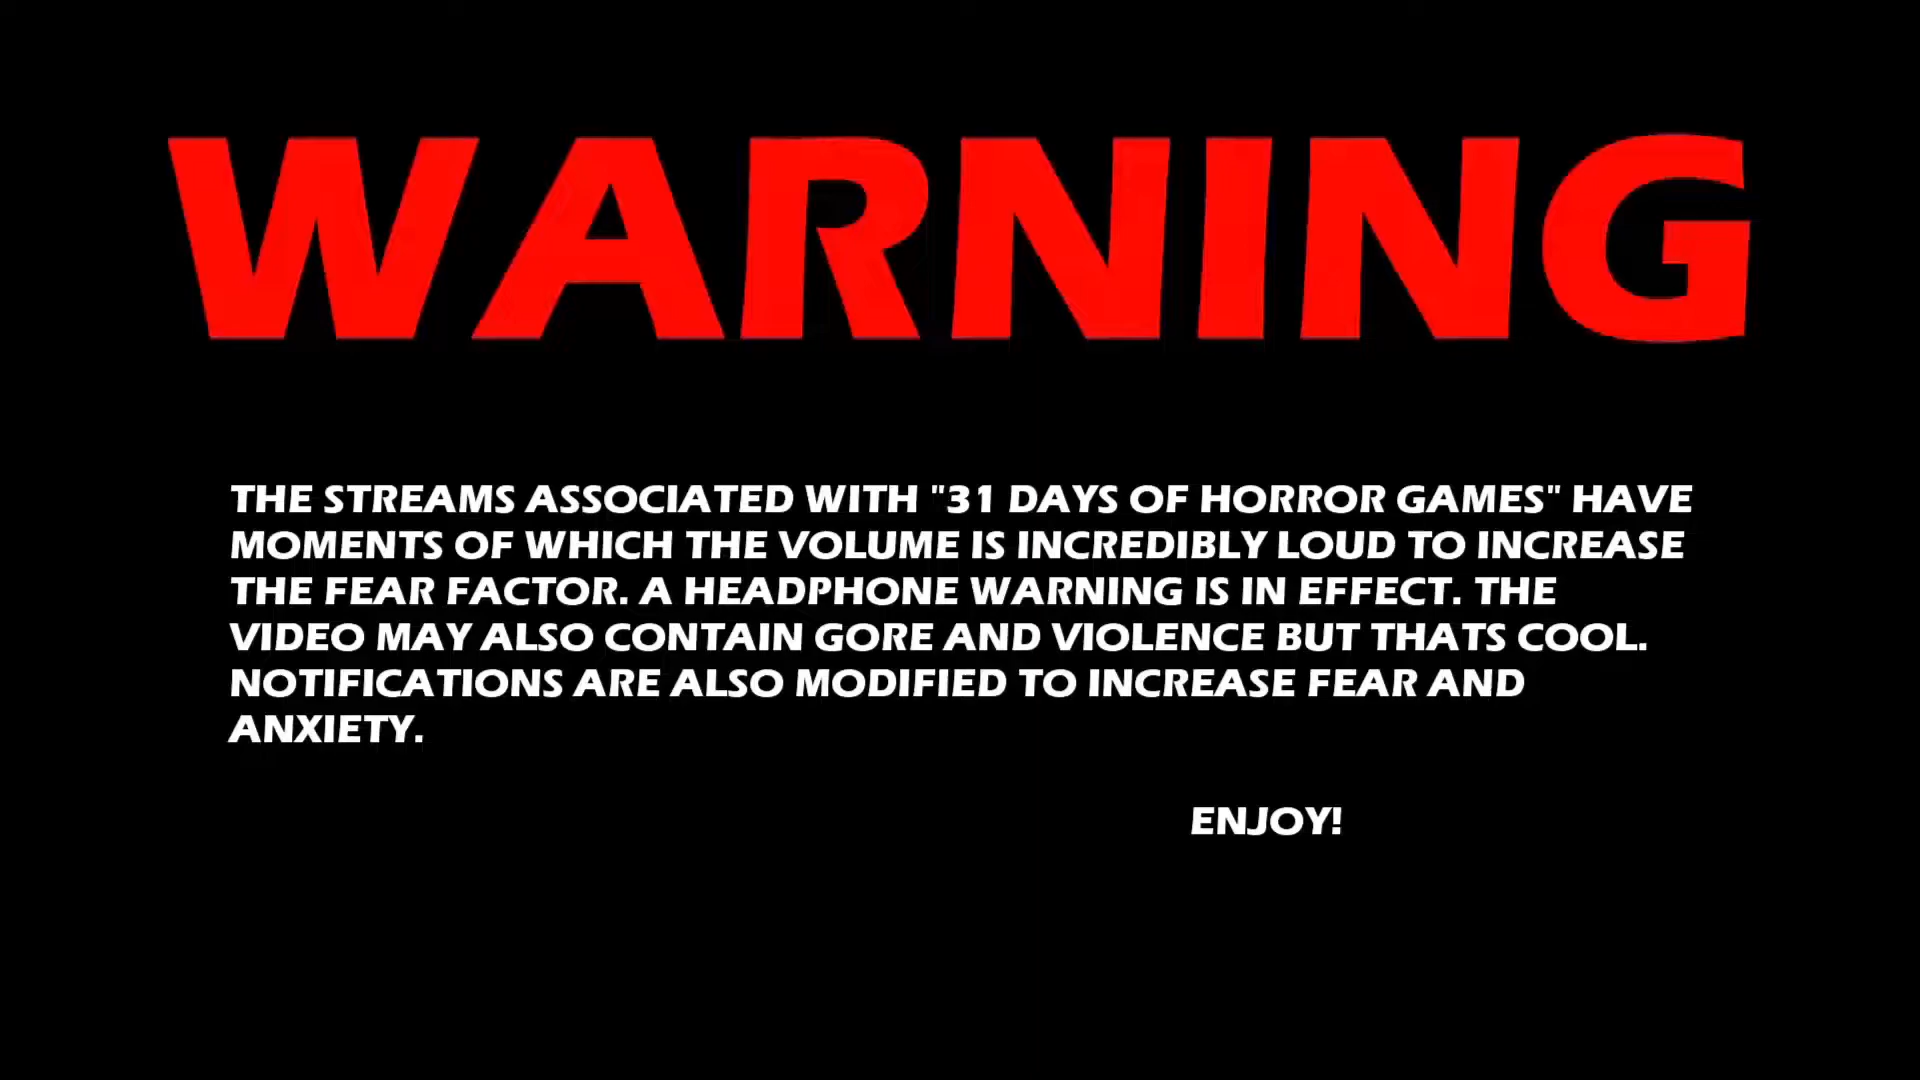 WARNING
THE STREAMS ASSOCIATED WITH "31 DAYS OF HORROR GAMES" HAVE
MOMENTS OF WHICH THE VOLUME IS INCREDIBLY LOUD TO INCREASE
THE FEAR FACTOR. A HEADPHONE WARNING IS IN EFFECT. THE
VIDEO MAY ALSO CONTAIN GORE AND VIOLENCE BUT THATS COOL.
NOTIFICATIONS ARE ALSO MODIFIED TO INCREASE FEAR AND
ANXIETY.
ENJOY!